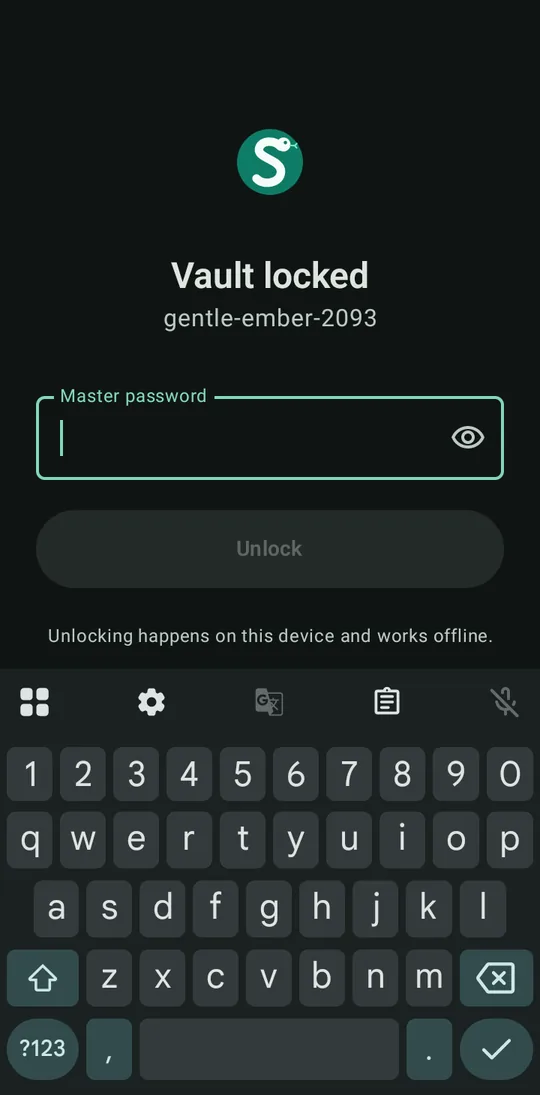 S
Vault locked
gentle-ember-2093
Master password
Unlock
Unlocking happens on this device and works offline.
1 2 3 4 5 6 7 8 9 0
q w e r t y u i o p
a s d f g h j k l
z x c v b n m
?123 , .